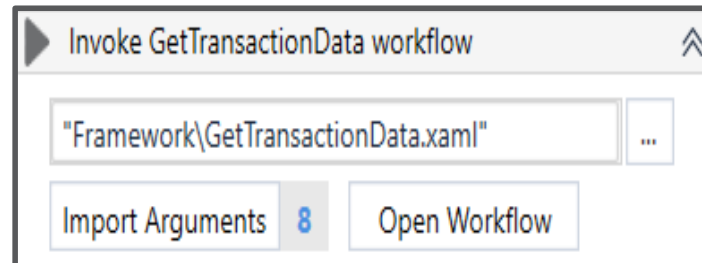 Invoke GetTransactionData workflow
"Framework\GetTransactionData.xaml"
...
Import Arguments 8 Open Workflow